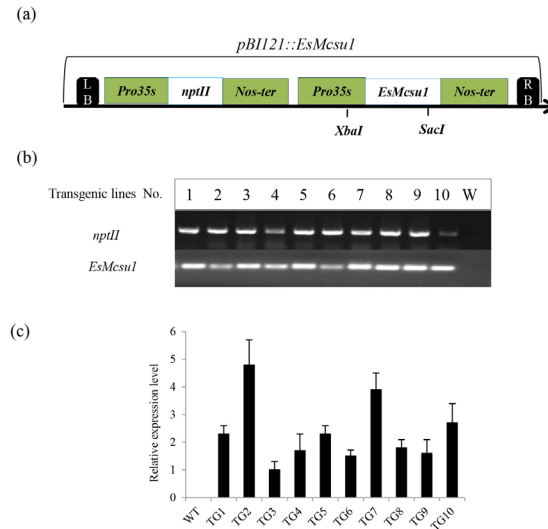 (a)
pBI121::EsMcsu1
LB Pro35s nptII Nos-ter Pro35s EsMcsu1 Nos-ter RB
XbaI SacI
(b)
Transgenic lines No. 1 2 3 4 5 6 7 8 9 10 W
nptII
EsMcsu1
(c)
Relative expression level
6
5
4
3
2
1
0
WT TG1 TG2 TG3 TG4 TG5 TG6 TG7 TG8 TG9 TG10